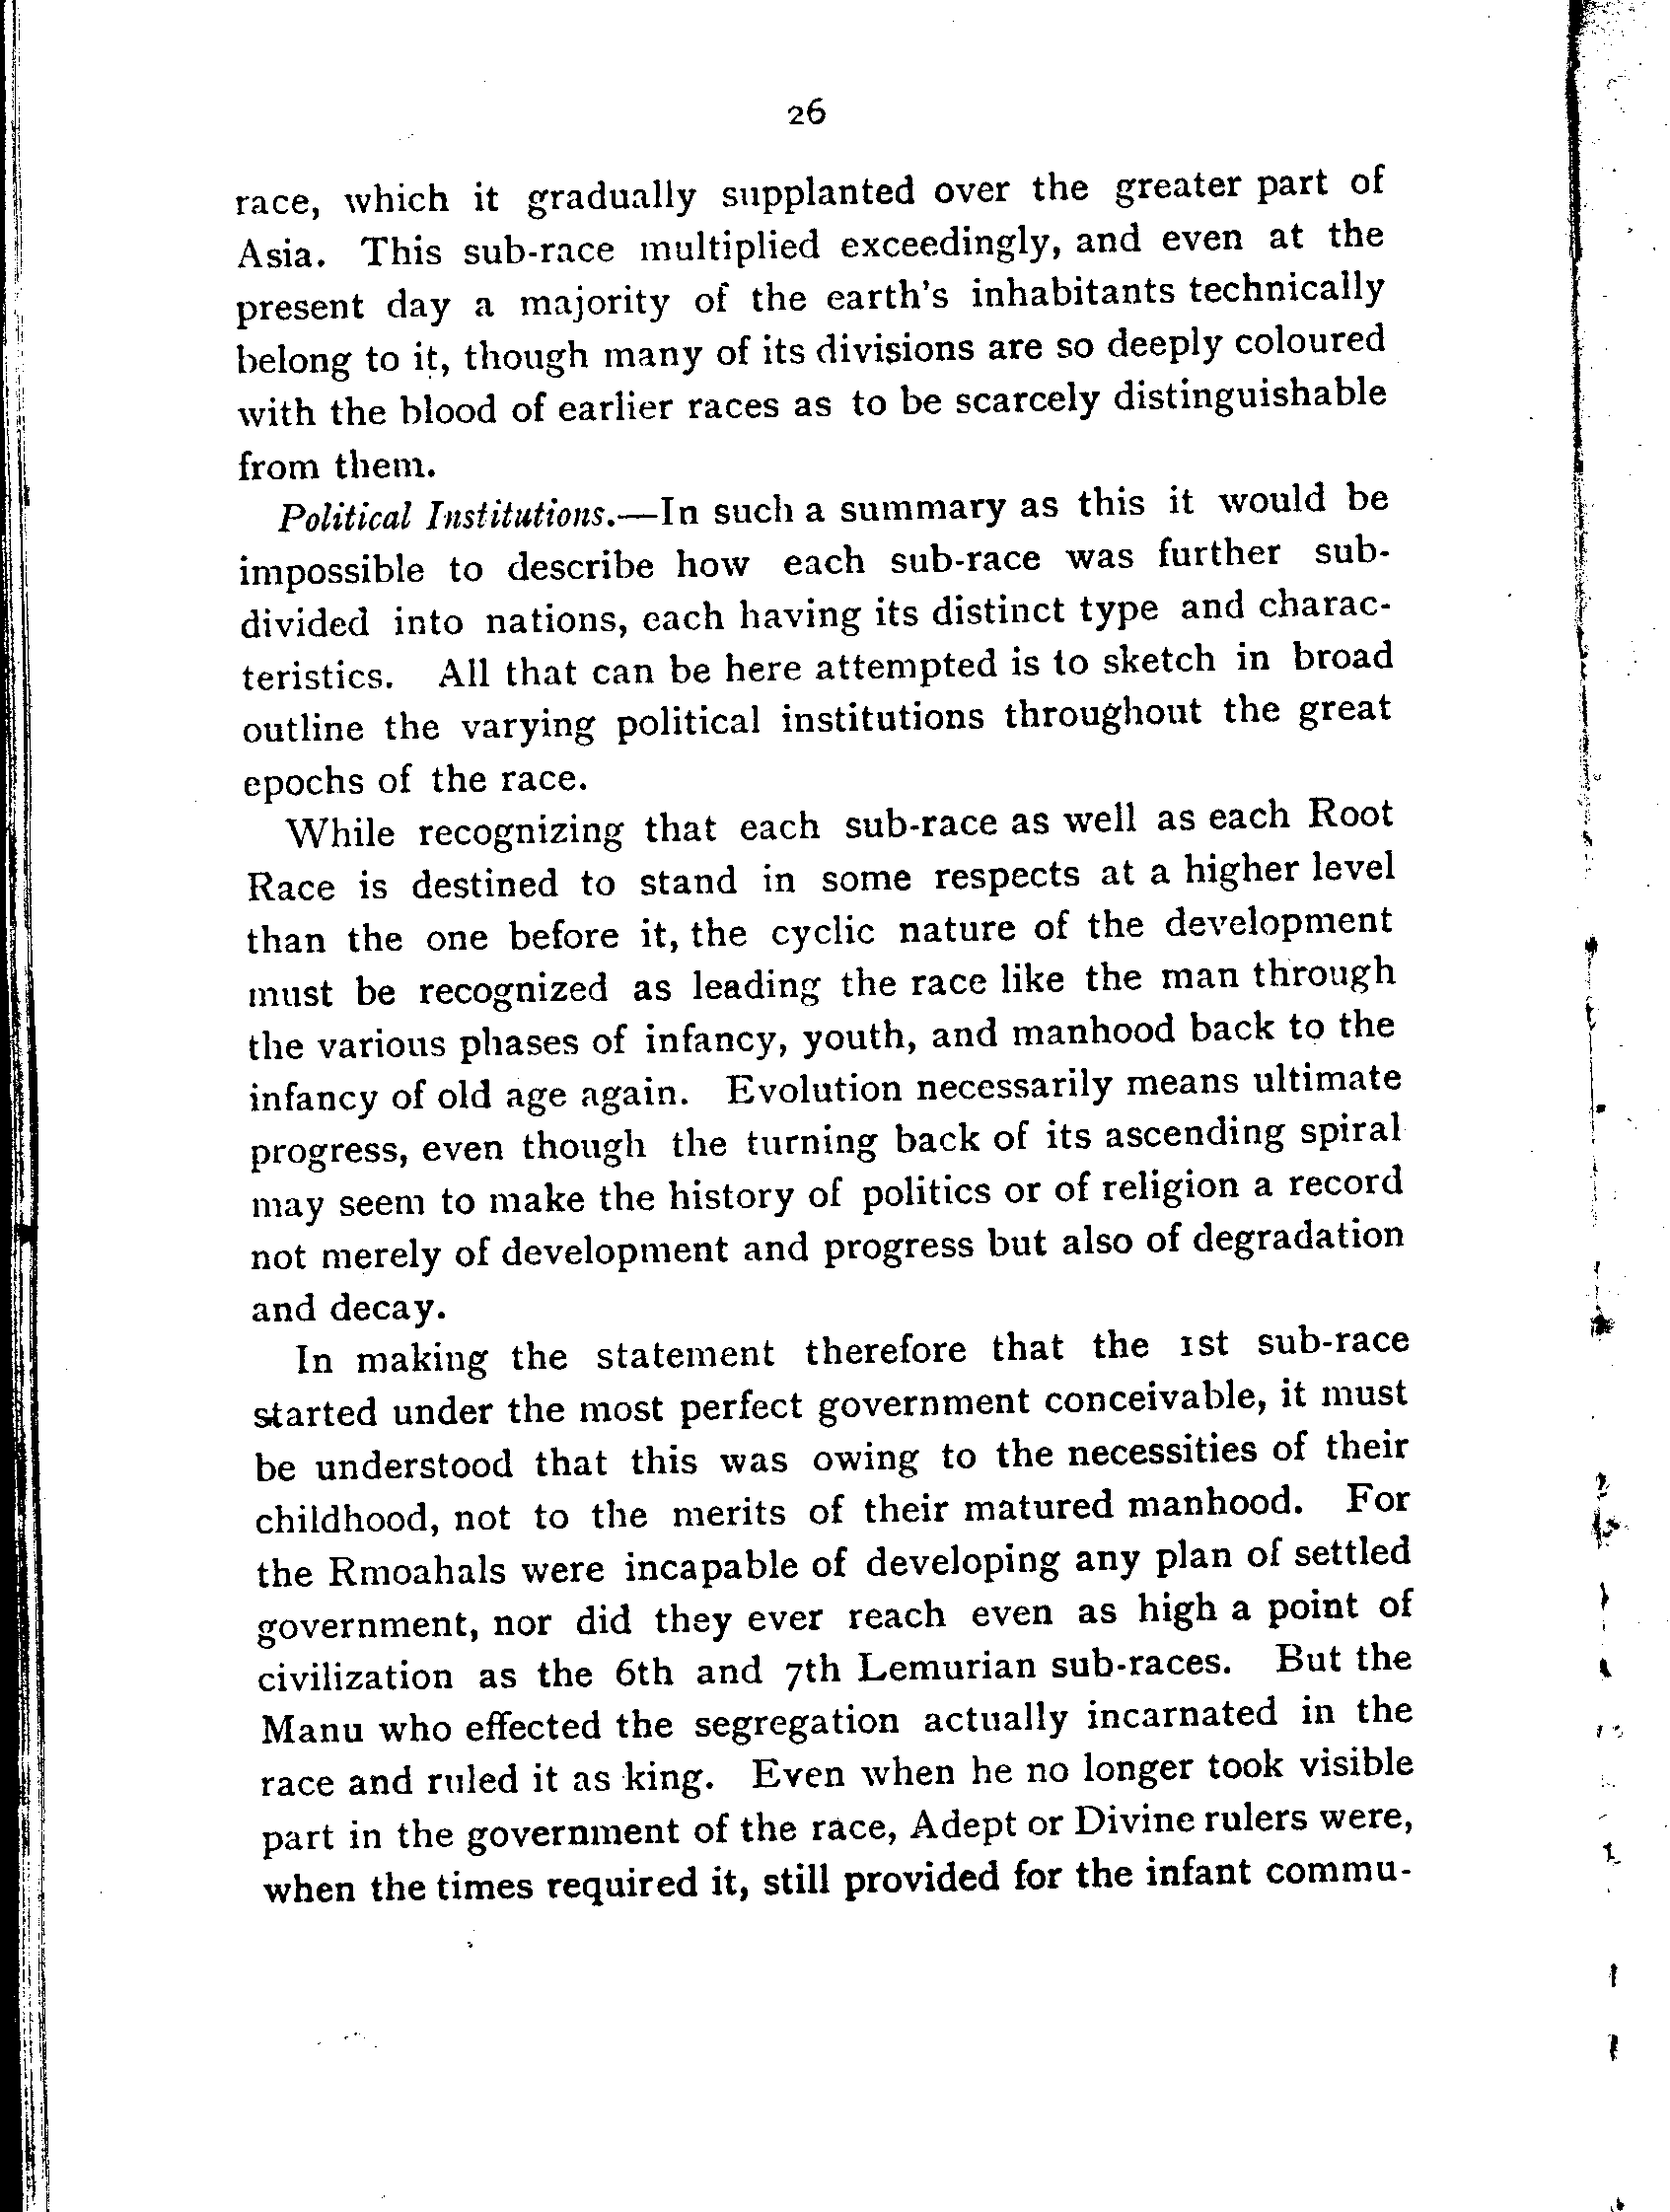 26
race, which it gradually supplanted over the greater part of
Asia. This sub-race multiplied exceedingly, and even at the
present day a majority of the earth's inhabitants technically
belong to it, though many of its divisions are so deeply coloured
with the blood of earlier races as to be scarcely distinguishable
from them.
Political Institutions.—In such a summary as this it would be
impossible to describe how each sub-race was further sub-
divided into nations, each having its distinct type and charac-
teristics. All that can be here attempted is to sketch in broad
outline the varying political institutions throughout the great
epochs of the race.
While recognizing that each sub-race as well as each Root
Race is destined to stand in some respects at a higher level
than the one before it, the cyclic nature of the development
must be recognized as leading the race like the man through
the various phases of infancy, youth, and manhood back to the
infancy of old age again. Evolution necessarily means ultimate
progress, even though the turning back of its ascending spiral
may seem to make the history of politics or of religion a record
not merely of development and progress but also of degradation
and decay.
In making the statement therefore that the 1st sub-race
started under the most perfect government conceivable, it must
be understood that this was owing to the necessities of their
childhood, not to the merits of their matured manhood. For
the Rmoahals were incapable of developing any plan of settled
government, nor did they ever reach even as high a point of
civilization as the 6th and 7th Lemurian sub-races. But the
Manu who effected the segregation actually incarnated in the
race and ruled it as king. Even when he no longer took visible
part in the government of the race, Adept or Divine rulers were,
when the times required it, still provided for the infant commu-